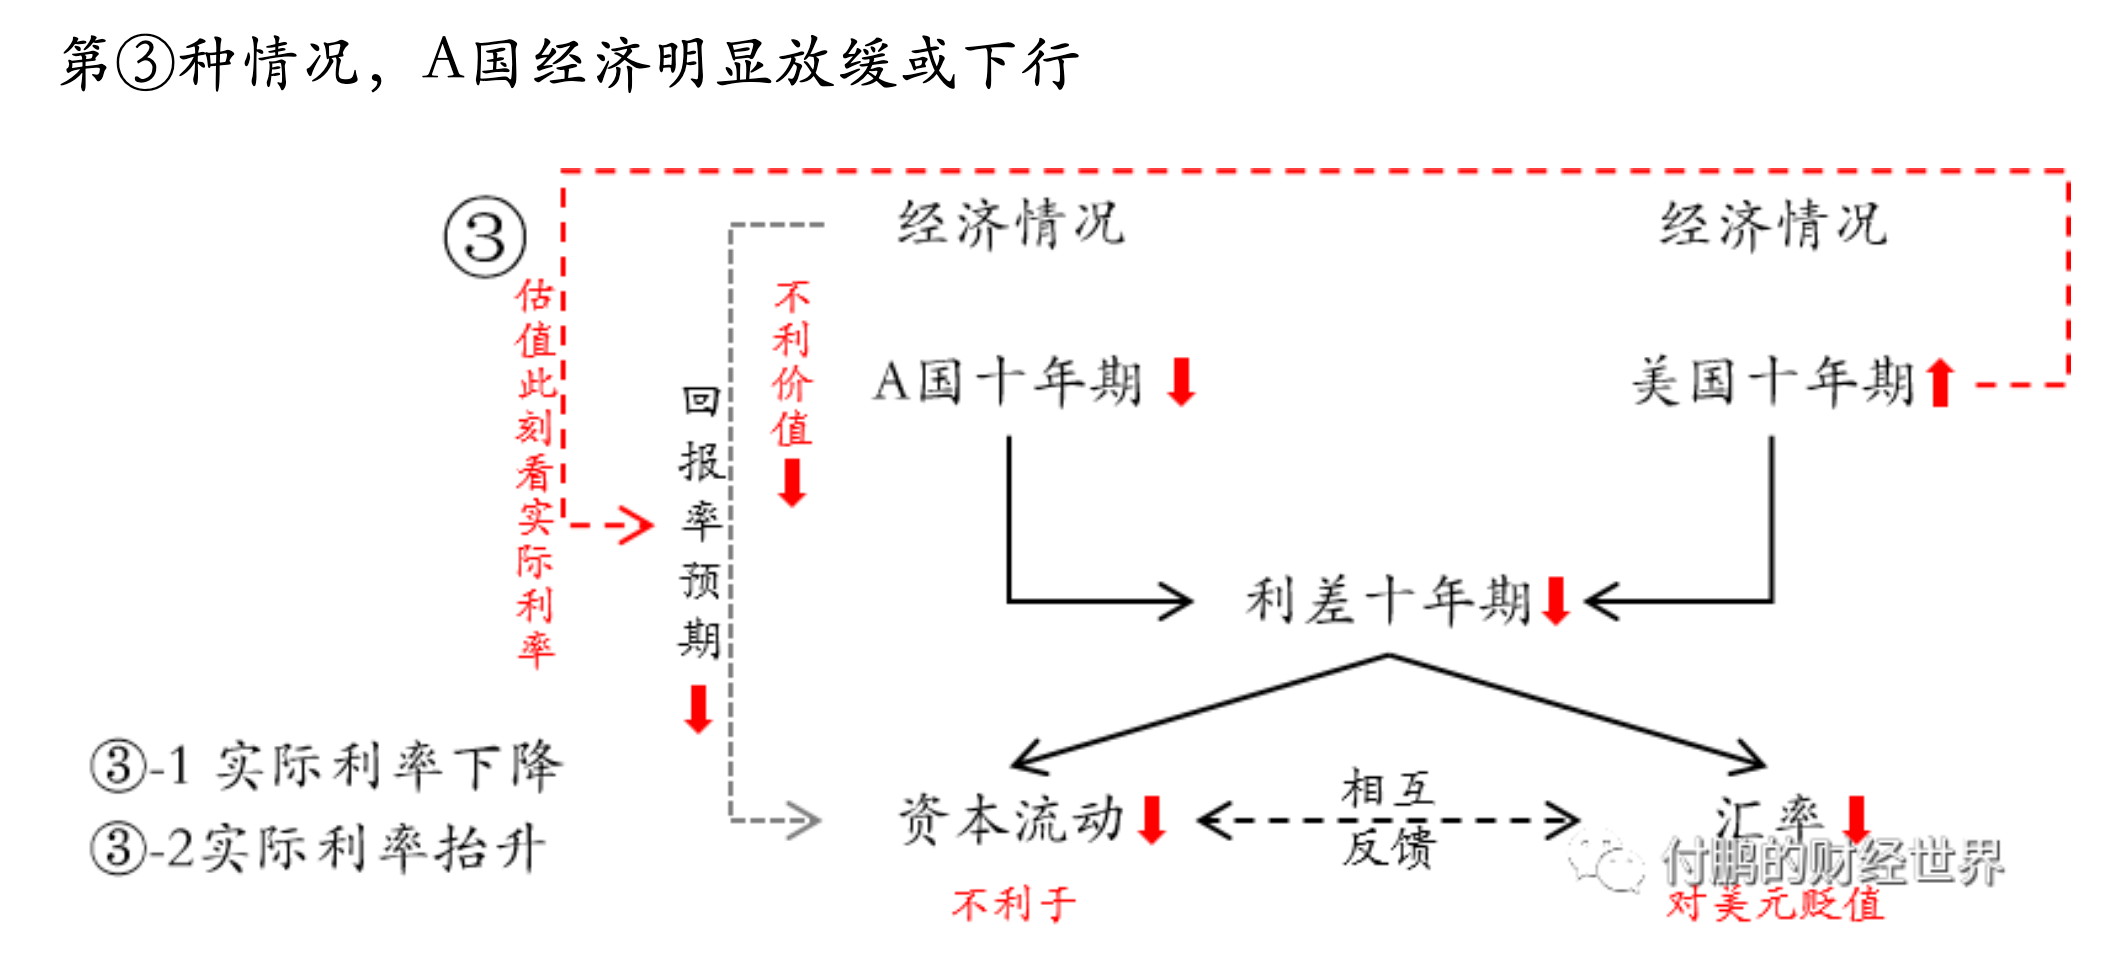 第③种情况，A国经济明显放缓或下行
③
经济情况
经济情况
估值此刻看实际利率
不利价值
回报率预期
A国十年期
美国十年期
利差十年期
③-1 实际利率下降
③-2实际利率抬升
资本流动
相互
反馈
汇率
付鹏的财经世界
不利于
对美元贬值